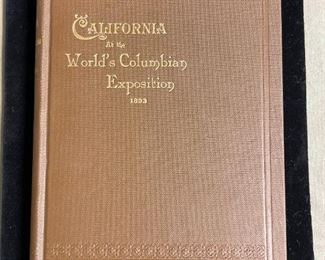 California
At the
World's Columbian
Exposition
1893